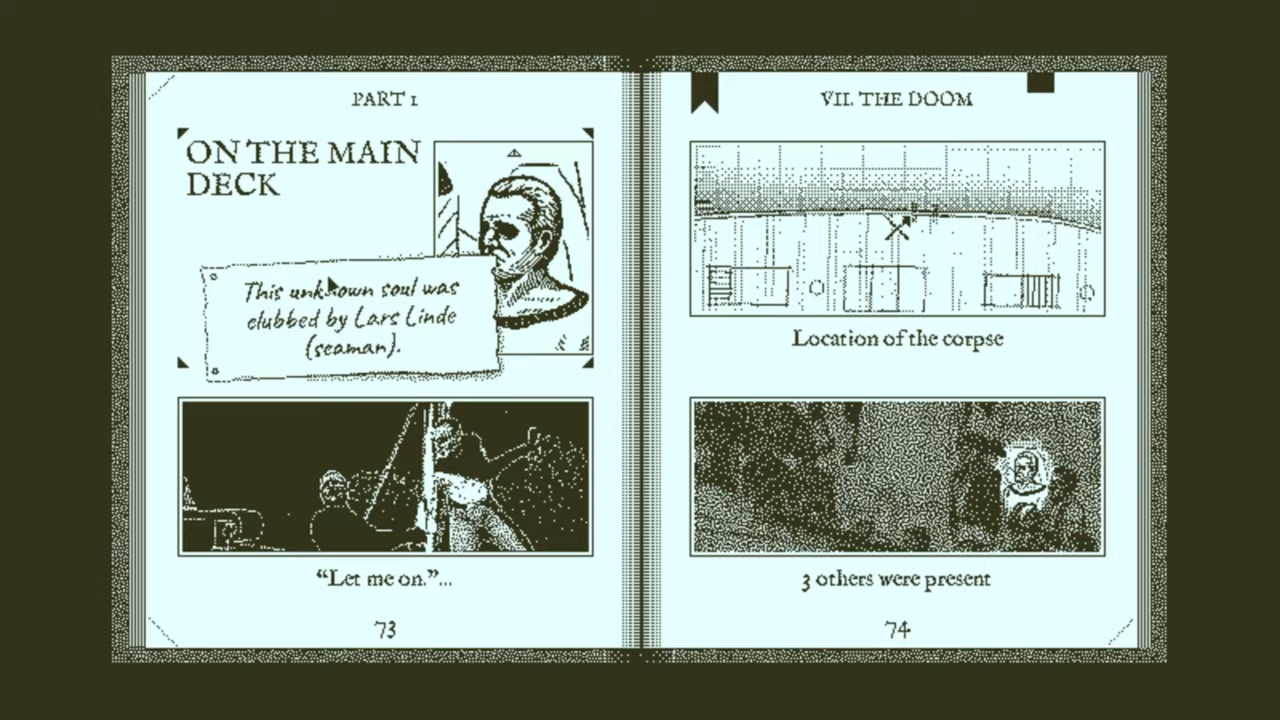 PART 1
ON THE MAIN
DECK
This unknown soul was
clubbed by Lars Linde
(seaman).
"Let me on."...
73
VII. THE DOOM
Location of the corpse
3 others were present
74